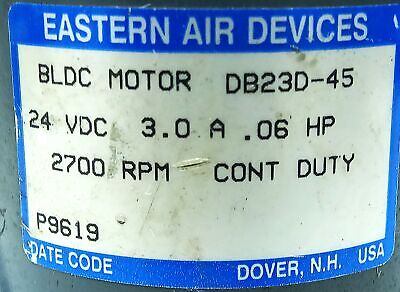 EASTERN AIR DEVICES
BLDC MOTOR DB23D-45
24 VDC 3.0 A .06 HP
2700 RPM CONT DUTY
P9619
DATE CODE DOVER, N.H. USA